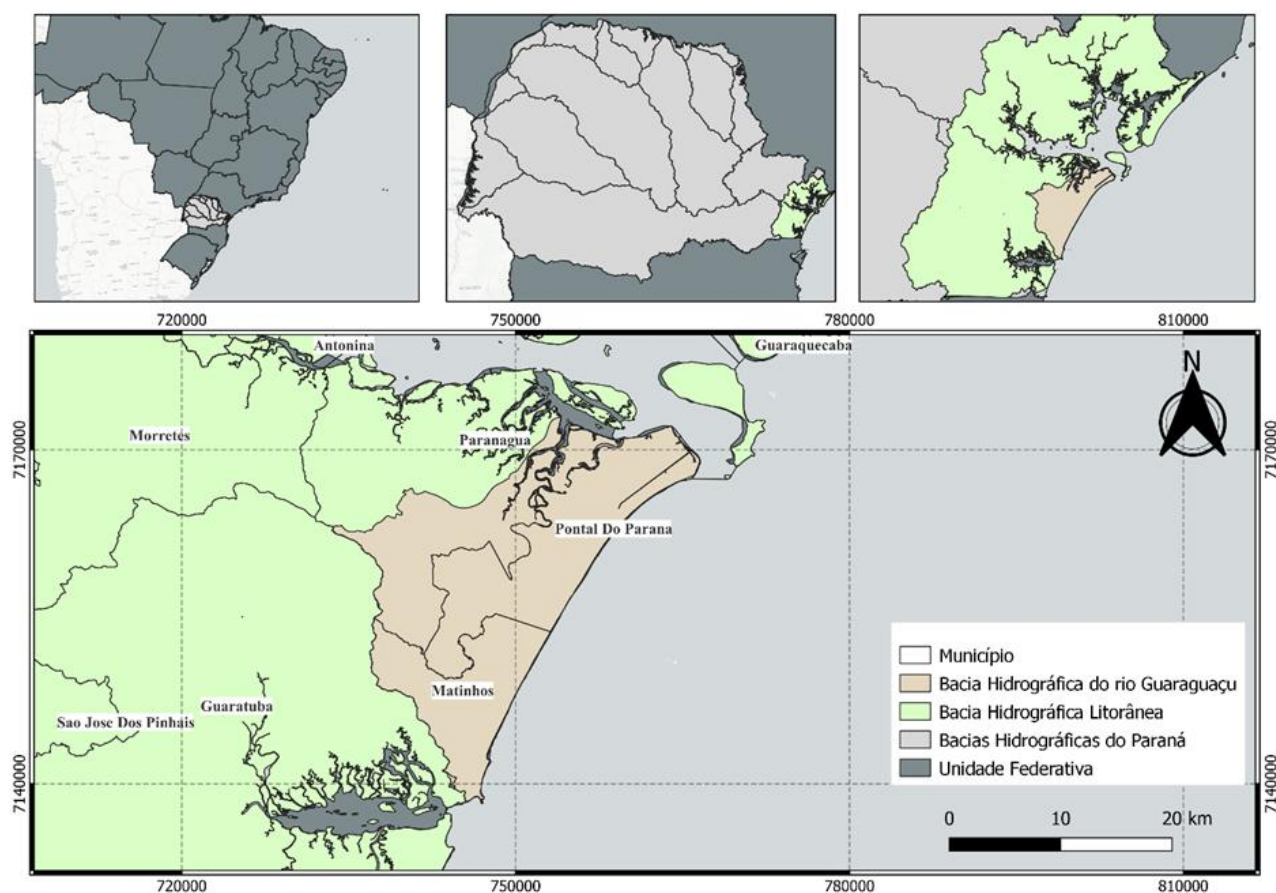 720000
750000
780000
810000
Antonina
Guaraquecaba
N
Morretes
Paranagua
7170000
7170000
Pontal Do Parana
Município
Matinhos
Bacia Hidrográfica do rio Guaraguaçu
Guaratuba
Sao Jose Dos Pinhais
Bacia Hidrográfica Litorânea
Bacias Hidrográficas do Paraná
Unidade Federativa
7140000
7140000
0
10
20 km
720000
750000
780000
810000